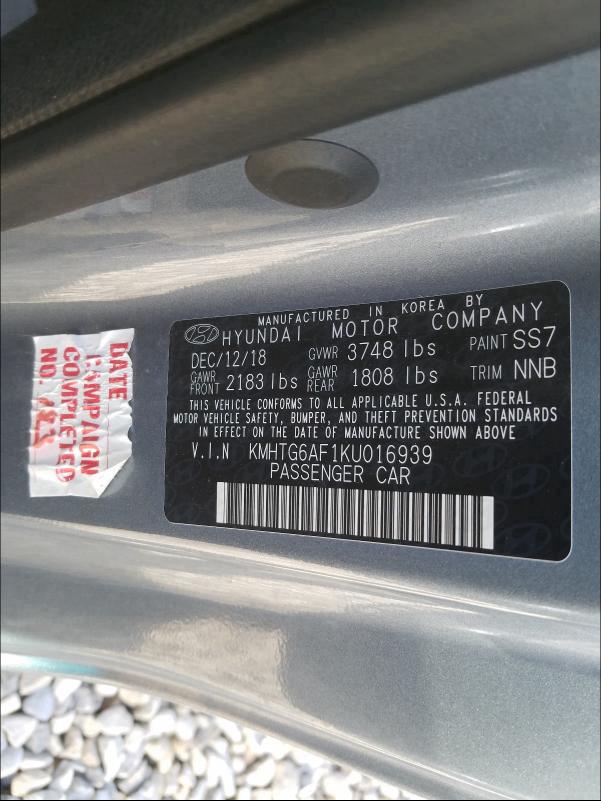 MANUFACTURED IN KOREA BY
HYUNDAI MOTOR COMPANY
DEC/12/18 GVWR 3748 lbs PAINT SS7
GAWR FRONT 2183 lbs GAWR REAR 1808 lbs TRIM NNB
THIS VEHICLE CONFORMS TO ALL APPLICABLE U.S.A. FEDERAL
MOTOR VEHICLE SAFETY, BUMPER, AND THEFT PREVENTION STANDARDS
IN EFFECT ON THE DATE OF MANUFACTURE SHOWN ABOVE
V.I.N KMHTG6AF1KU016939
PASSENGER CAR
DATE
CAMPAIGN
COMPLETED
NO.